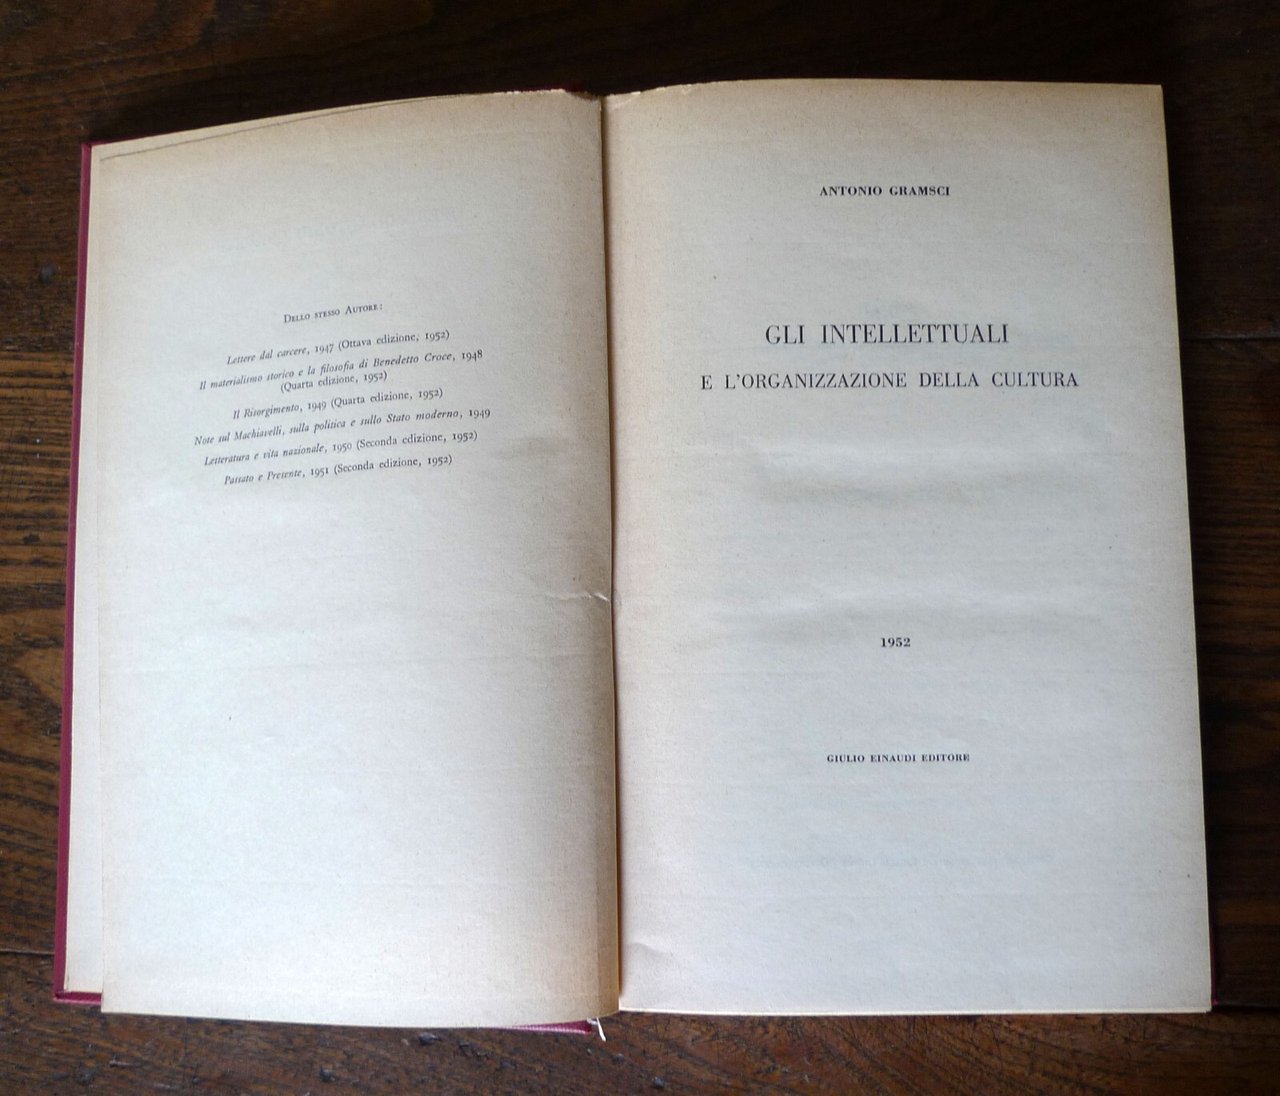 Dello stesso Autore:
Lettere dal carcere, 1947 (Ottava edizione, 1952)
Il materialismo storico e la filosofia di Benedetto Croce, 1948
(Quarta edizione, 1952)
Il Risorgimento, 1949 (Quarta edizione, 1952)
Note sul Machiavelli, sulla politica e sullo Stato moderno, 1949
Letteratura e vita nazionale, 1950 (Seconda edizione, 1952)
Passato e Presente, 1951 (Seconda edizione, 1952)
ANTONIO GRAMSCI
GLI INTELLETTUALI
E L'ORGANIZZAZIONE DELLA CULTURA
1952
GIULIO EINAUDI EDITORE